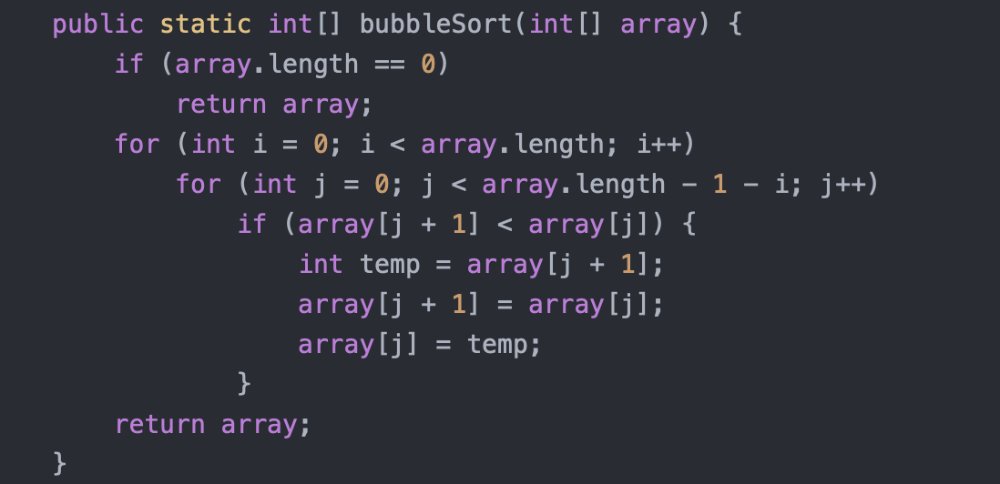 public static int[] bubbleSort(int[] array) {
    if (array.length == 0)
        return array;
    for (int i = 0; i < array.length; i++)
        for (int j = 0; j < array.length - 1 - i; j++)
            if (array[j + 1] < array[j]) {
                int temp = array[j + 1];
                array[j + 1] = array[j];
                array[j] = temp;
            }
    return array;
}